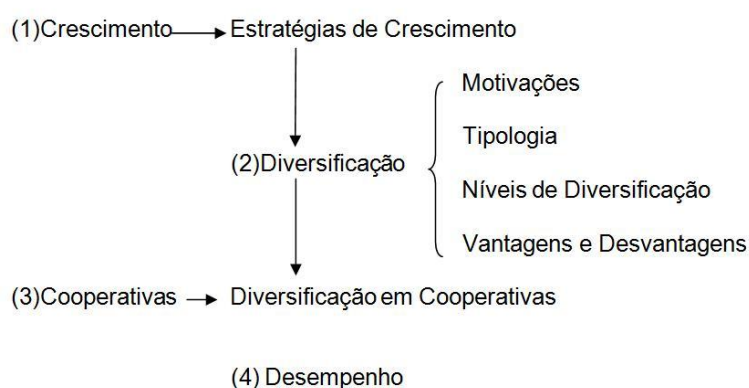 (1)Crescimento Estratégias de Crescimento
Motivações
Tipologia
(2)Diversificação
Níveis de Diversificação
Vantagens e Desvantagens
(3)Cooperativas Diversificação em Cooperativas
(4) Desempenho